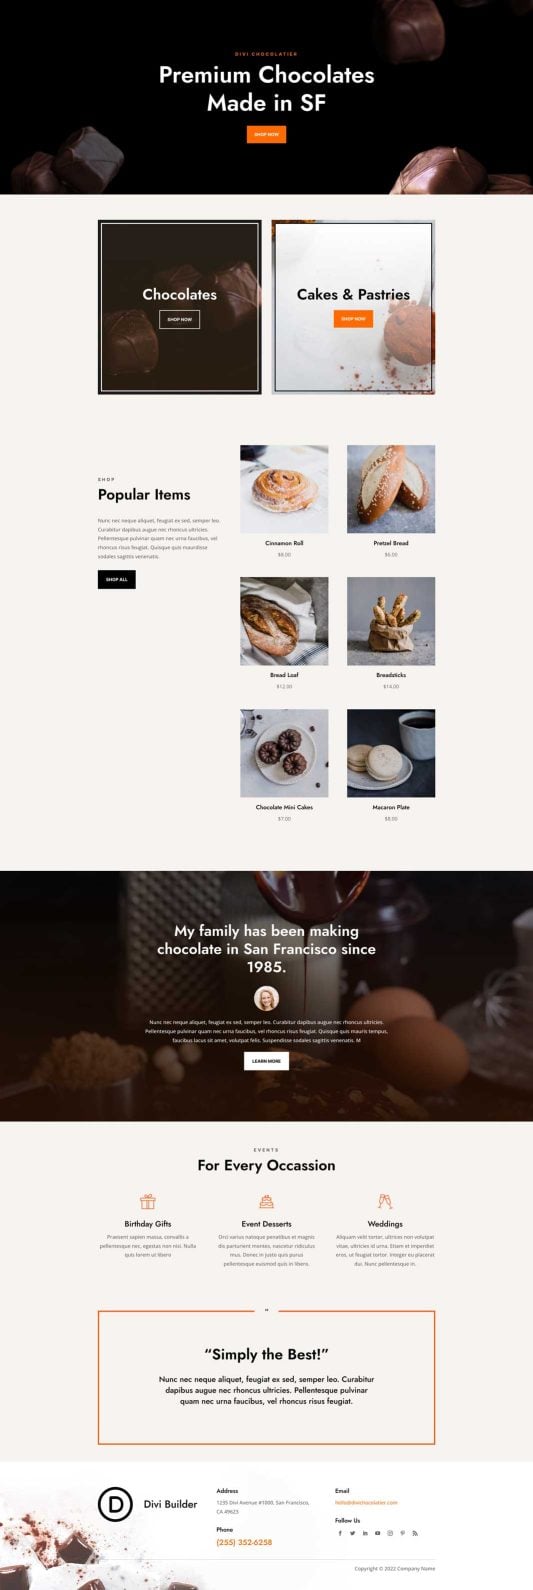 DIVI CHOCOLATIER
Premium Chocolates
Made in SF
SHOP NOW
Chocolates
SHOP NOW
Cakes & Pastries
SHOP NOW
SHOP
Popular Items
Nunc nec neque aliquet, feugiat ex sed, semper leo.
Curabitur dapibus augue nec rhoncus ultricies.
Pellentesque pulvinar quam nec urna faucibus, vel
rhoncus risus feugiat. Quisque quis maurdisse
sodales sagittis venenatis.
SHOP ALL
Cinnamon Roll
$8.00
Pretzel Bread
$6.00
Bread Loaf
$12.00
Breadsticks
$14.00
Chocolate Mini Cakes
$7.00
Macaron Plate
$8.00
My family has been making
chocolate in San Francisco since
1985.
Nunc nec neque aliquet, feugiat ex sed, semper leo. Curabitur dapibus augue nec rhoncus ultricies.
Pellentesque pulvinar quam nec urna faucibus, vel rhoncus risus feugiat. Quisque quis mauris tempus,
faucibus lacus sit amet, volutpat felis. Suspendisse sodales sagittis venenatis. M
LEARN MORE
EVENTS
For Every Occassion
Birthday Gifts
Praesent sapien massa, convallis a
pellentesque nec, egestas non nisi. Nulla
quis lorem ut libero
Event Desserts
Orci varius natoque penatibus et magnis
dis parturient montes, nascetur ridiculus
mus. Donec in justo quis purus
pellentesque euismod quis in libero.
Weddings
Aliquam velit tortor, ultrices non volutpat
vitae, ultricies id urna. Etiam et imperdiet
eros, ut feugiat tortor. Integer eu placerat
dui. Nunc pellentesque in.
“Simply the Best!”
Nunc nec neque aliquet, feugiat ex sed, semper leo. Curabitur
dapibus augue nec rhoncus ultricies. Pellentesque pulvinar
quam nec urna faucibus, vel rhoncus risus feugiat.
D
Divi Builder
Address
1235 Divi Avenue #1000, San Francisco,
CA 49623
Phone
(255) 352-6258
Email
hello@divichocolatier.com
Follow Us
Copyright © 2022 Company Name